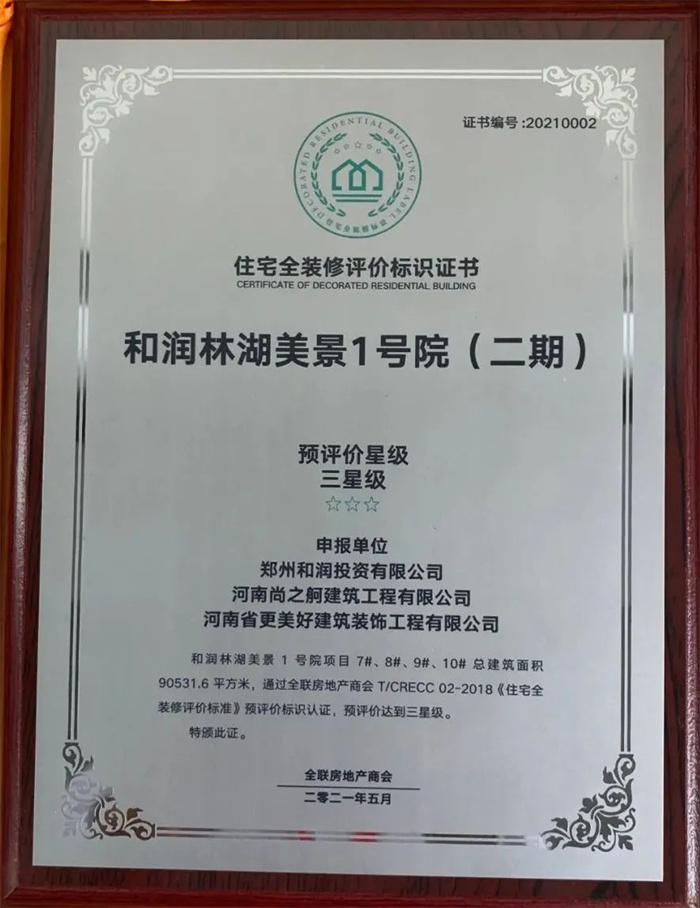 证书编号:20210002
DECORATED RESIDENTIAL BUILDING LABEL
住宅全装修评价标识证书
CERTIFICATE OF DECORATED RESIDENTIAL BUILDING
和润林湖美景1号院（二期）
预评价星级
三星级
☆☆☆
申报单位
郑州和润投资有限公司
河南尚之舸建筑工程有限公司
河南省更美好建筑装饰工程有限公司
和润林湖美景 1 号院项目 7#、8#、9#、10# 总建筑面积
90531.6 平方米，通过全联房地产商会 T/CRECC 02-2018《住宅全
装修评价标准》预评价标识认证，预评价达到三星级。
特颁此证。
全联房地产商会
二零二一年五月